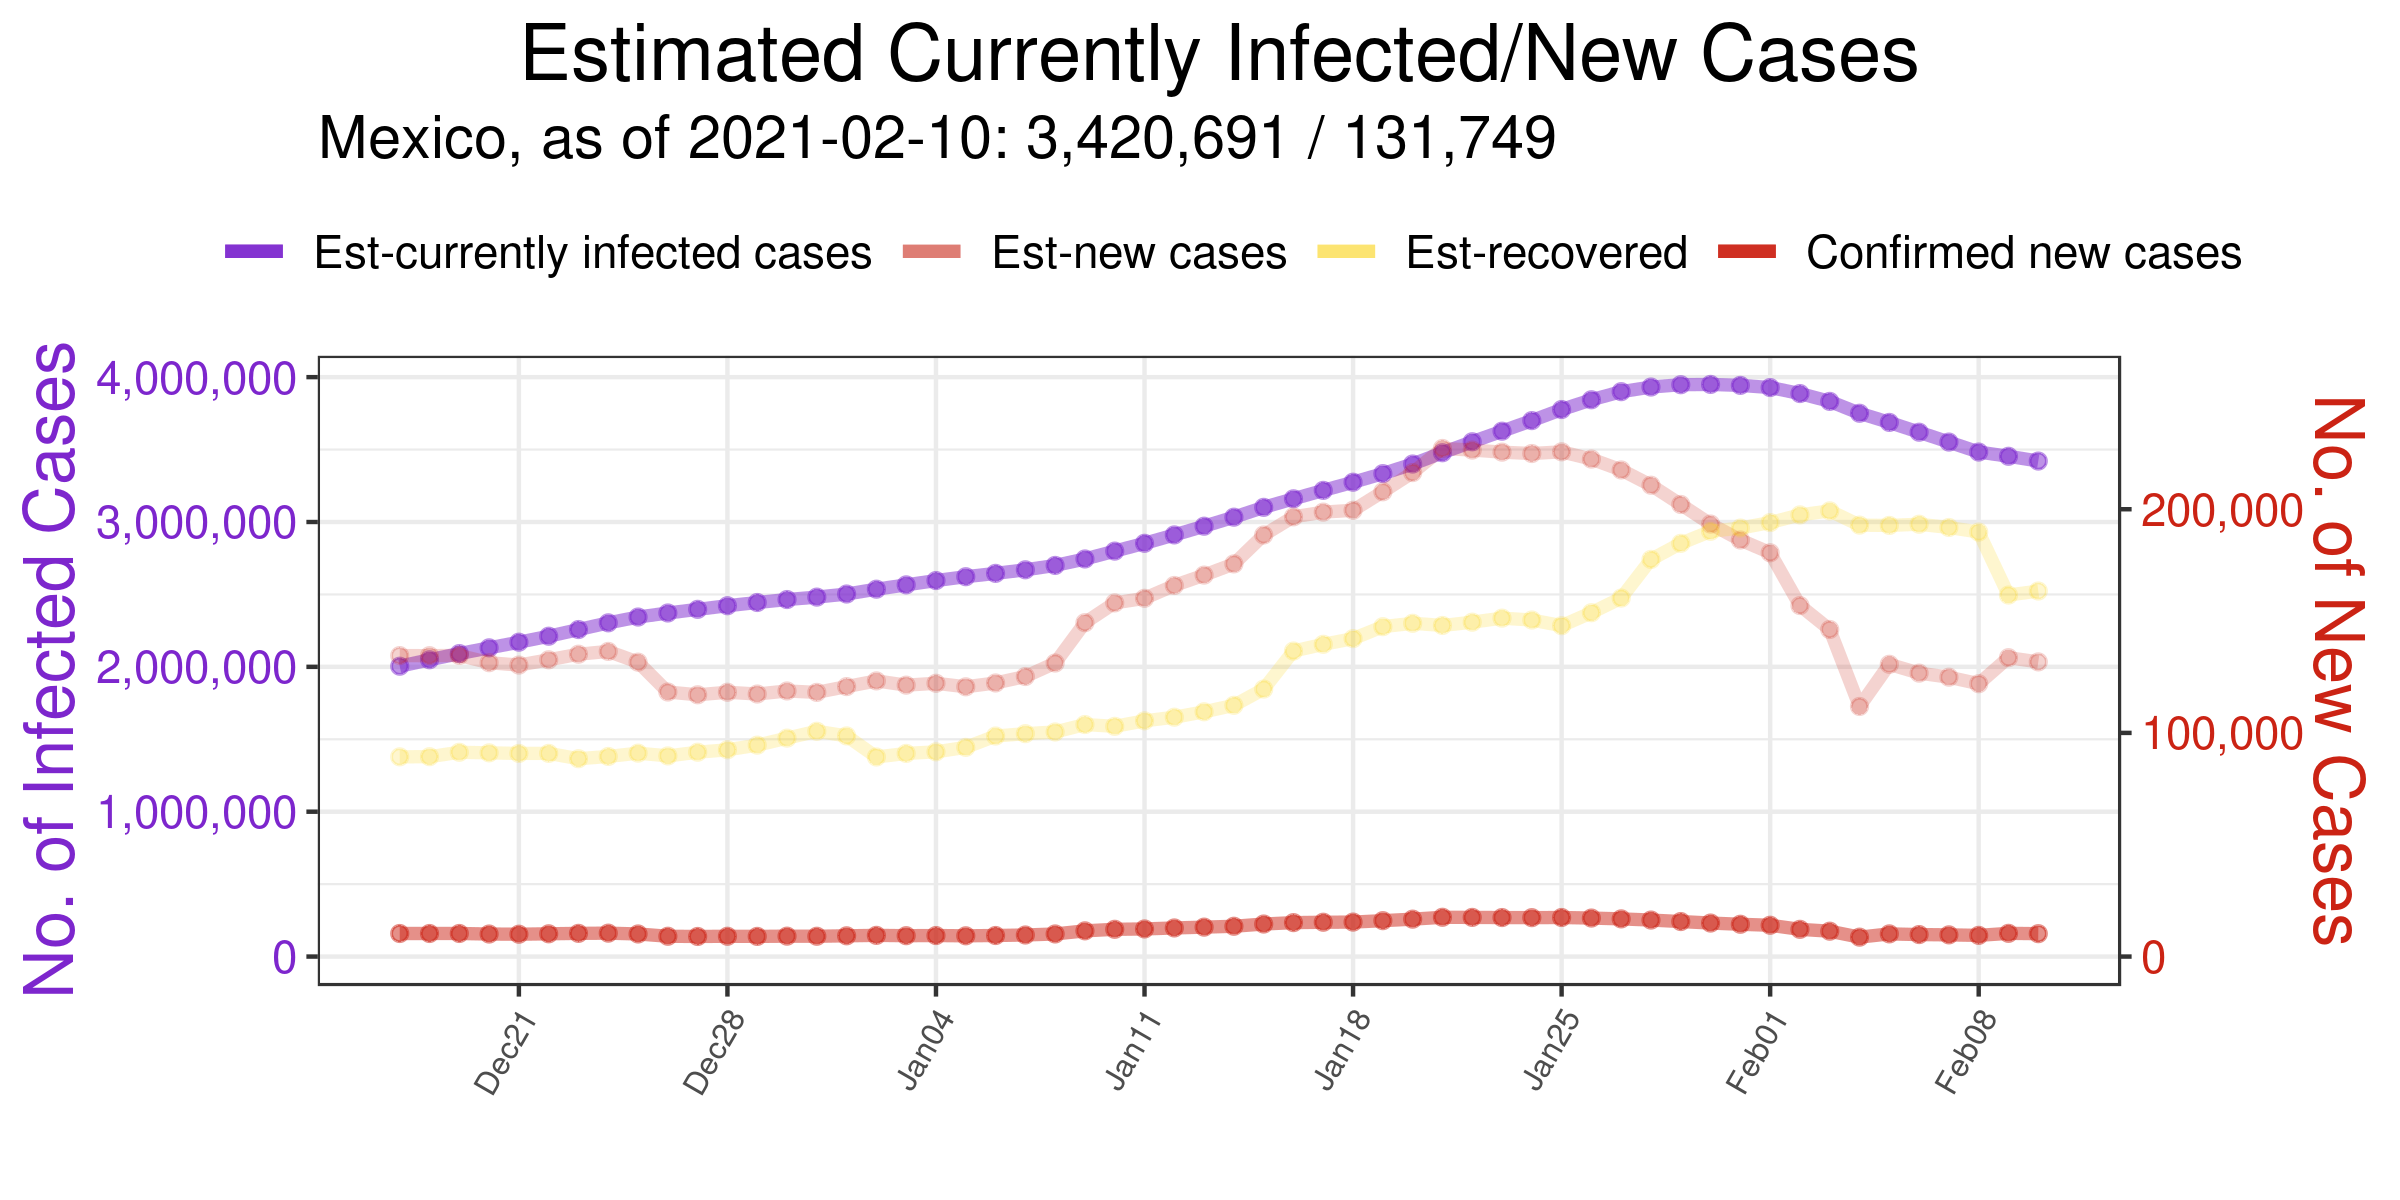 Estimated Currently Infected/New Cases
Mexico, as of 2021-02-10: 3,420,691 / 131,749
Est-currently infected cases Est-new cases Est-recovered Confirmed new cases
No. of Infected Cases
4,000,000
3,000,000
2,000,000
1,000,000
0
200,000
100,000
0
No. of New Cases
Dec21 Dec28 Jan04 Jan11 Jan18 Jan25 Feb01 Feb08